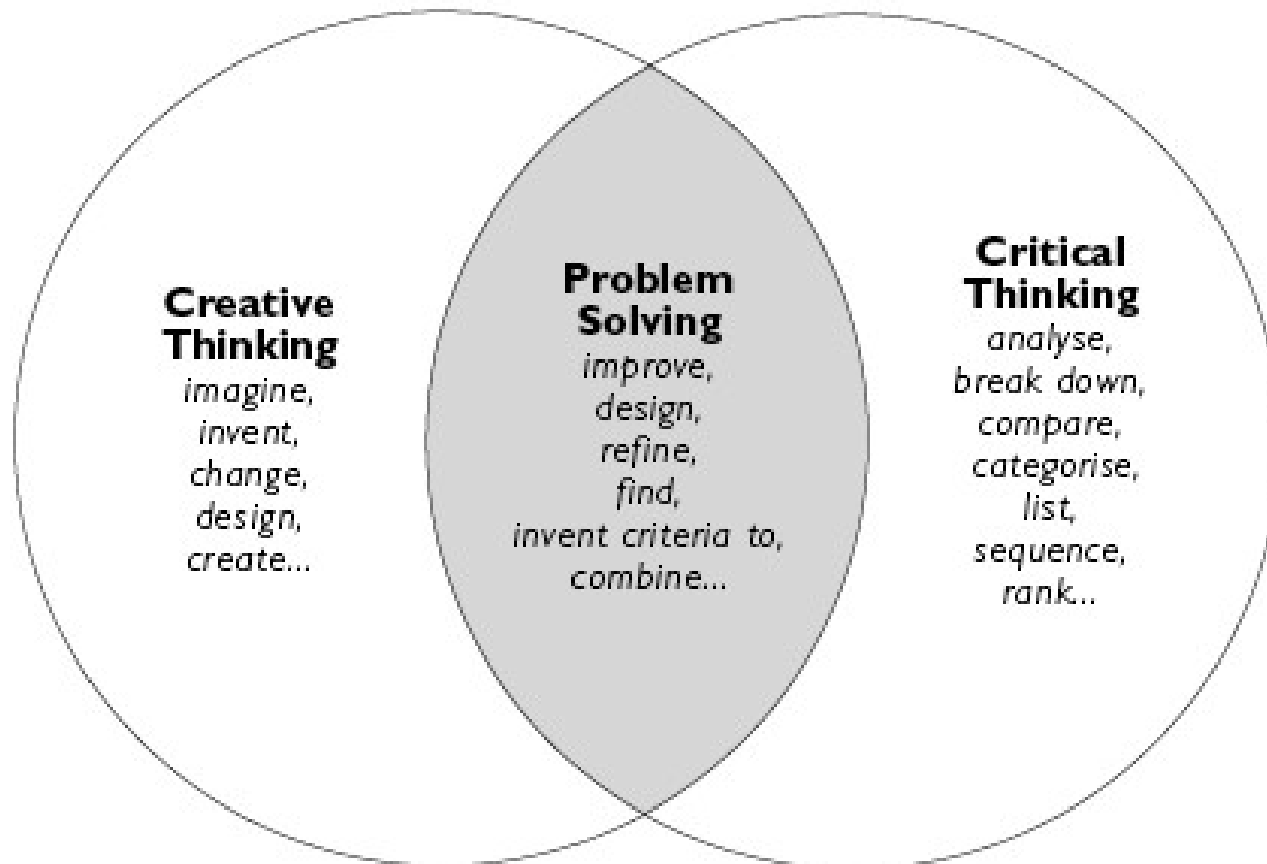 Creative
Thinking
imagine,
invent,
change,
design,
create...
Problem
Solving
improve,
design,
refine,
find,
invent criteria to,
combine...
Critical
Thinking
analyse,
break down,
compare,
categorise,
list,
sequence,
rank...